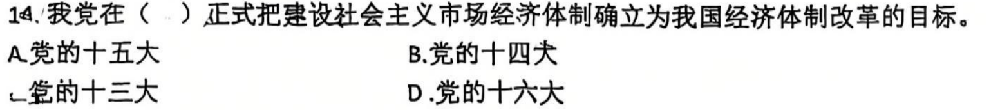 14.我党在（ ）正式把建设社会主义市场经济体制确立为我国经济体制改革的目标。
A.党的十五大 B.党的十四大
党的十三大 D.党的十六大